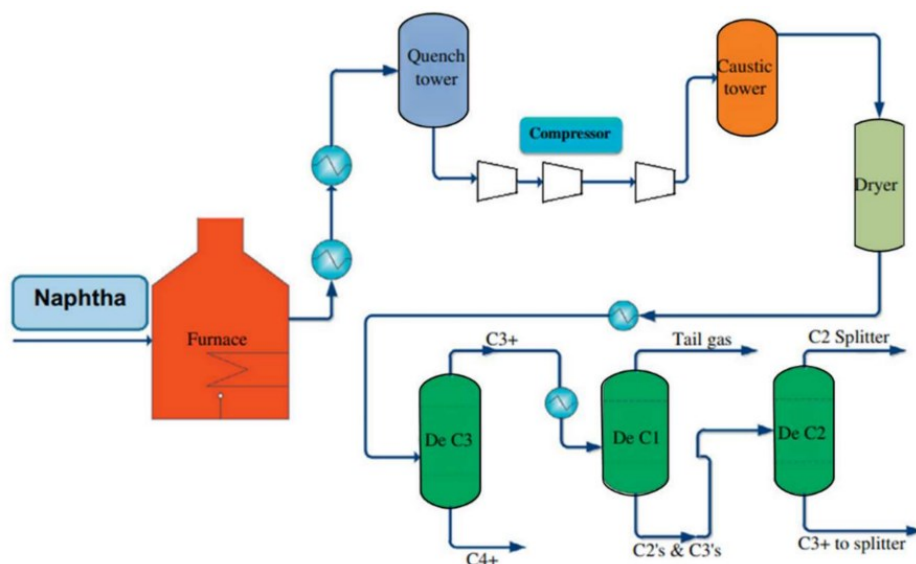 Quench
tower
Compressor
Caustic
tower
Dryer
Naphtha
Furnace
C3+
Tail gas
C2 Splitter
De C3
De C1
De C2
C4+
C2's & C3's
C3+ to splitter